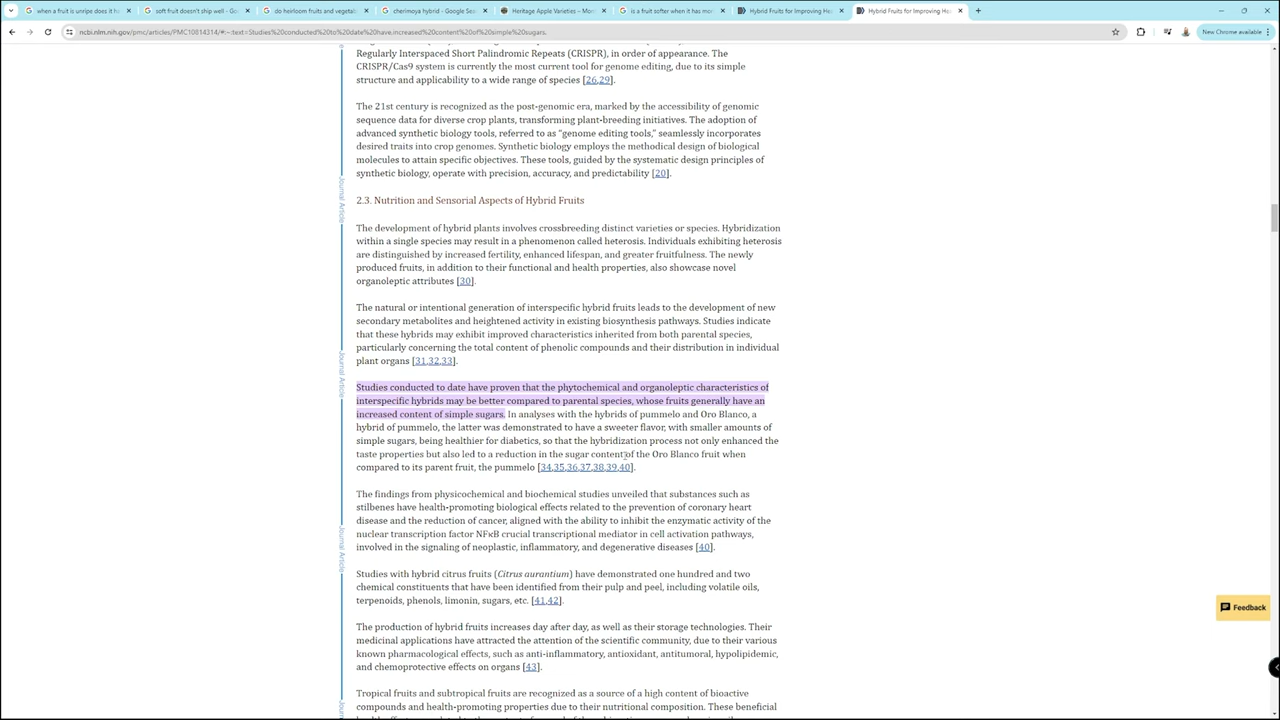 when a fruit is unripe does it ha
soft fruit doesn't ship well - Go
do heirloom fruits and vegetab
cherimoya hybrid - Google Sea
Heritage Apple Varieties – Mon
is a fruit softer when it has mo
Hybrid Fruits for Improving He
Hybrid Fruits for Improving He
ncbi.nlm.nih.gov/pmc/articles/PMC10814314/#:~:text=Studies%20conducted%20to%20date%20have,increased%20content%20of%20simple%20sugars.
New Chrome available
Regularly Interspaced Short Palindromic Repeats (CRISPR), in order of appearance. The
CRISPR/Cas9 system is currently the most current tool for genome editing, due to its simple
structure and applicability to a wide range of species [26,29].
The 21st century is recognized as the post-genomic era, marked by the accessibility of genomic
sequence data for diverse crop plants, transforming plant-breeding initiatives. The adoption of
advanced synthetic biology tools, referred to as “genome editing tools,” seamlessly incorporates
desired traits into crop genomes. Synthetic biology employs the methodical design of biological
molecules to attain specific objectives. These tools, guided by the systematic design principles of
synthetic biology, operate with precision, accuracy, and predictability [20].
Journal Article
2.3. Nutrition and Sensorial Aspects of Hybrid Fruits
The development of hybrid plants involves crossbreeding distinct varieties or species. Hybridization
within a single species may result in a phenomenon called heterosis. Individuals exhibiting heterosis
are distinguished by increased fertility, enhanced lifespan, and greater fruitfulness. The newly
produced fruits, in addition to their functional and health properties, also showcase novel
organoleptic attributes [30].
The natural or intentional generation of interspecific hybrid fruits leads to the development of new
secondary metabolites and heightened activity in existing biosynthesis pathways. Studies indicate
that these hybrids may exhibit improved characteristics inherited from both parental species,
particularly concerning the total content of phenolic compounds and their distribution in individual
plant organs [31,32,33].
Journal Article
Studies conducted to date have proven that the phytochemical and organoleptic characteristics of
interspecific hybrids may be better compared to parental species, whose fruits generally have an
increased content of simple sugars. In analyses with the hybrids of pummelo and Oro Blanco, a
hybrid of pummelo, the latter was demonstrated to have a sweeter flavor, with smaller amounts of
simple sugars, being healthier for diabetics, so that the hybridization process not only enhanced the
taste properties but also led to a reduction in the sugar content of the Oro Blanco fruit when
compared to its parent fruit, the pummelo [34,35,36,37,38,39,40].
The findings from physicochemical and biochemical studies unveiled that substances such as
stilbenes have health-promoting biological effects related to the prevention of coronary heart
disease and the reduction of cancer, aligned with the ability to inhibit the enzymatic activity of the
nuclear transcription factor NFκB crucial transcriptional mediator in cell activation pathways,
involved in the signaling of neoplastic, inflammatory, and degenerative diseases [40].
Journal Article
Studies with hybrid citrus fruits (Citrus aurantium) have demonstrated one hundred and two
chemical constituents that have been identified from their pulp and peel, including volatile oils,
terpenoids, phenols, limonin, sugars, etc. [41,42].
Feedback
The production of hybrid fruits increases day after day, as well as their storage technologies. Their
medicinal applications have attracted the attention of the scientific community, due to their various
known pharmacological effects, such as anti-inflammatory, antioxidant, antitumoral, hypolipidemic,
and chemoprotective effects on organs [43].
Tropical fruits and subtropical fruits are recognized as a source of a high content of bioactive
compounds and health-promoting properties due to their nutritional composition. These beneficial